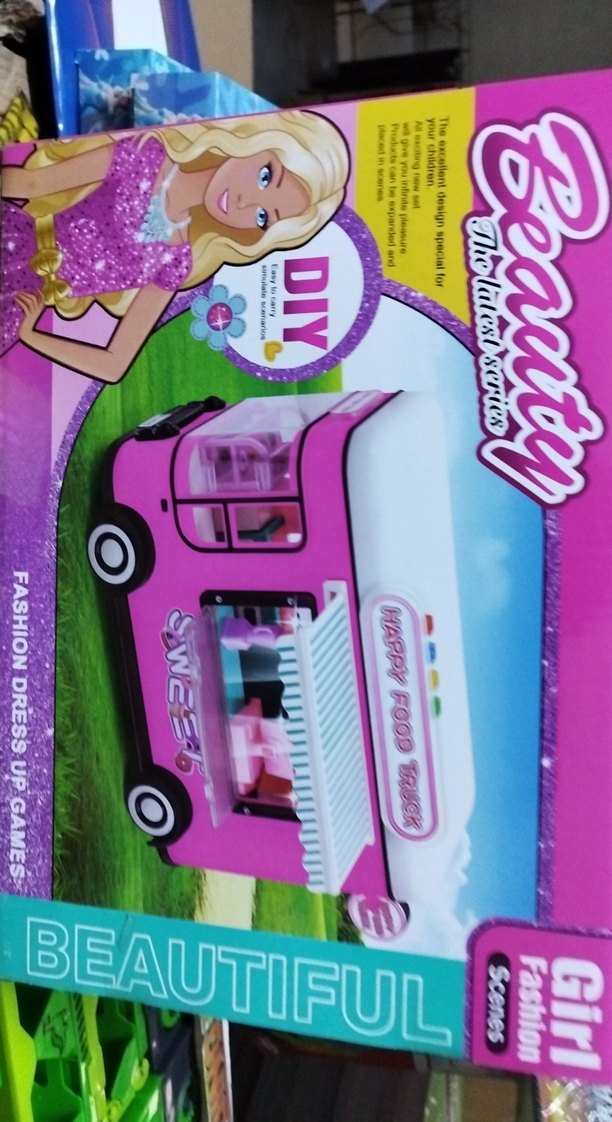 Beauty
The latest series
The excellent design special for
your children.
All exciting new set
will give you infinite pleasure.
Products can be expanded and
placed in scenes
DIY
Easy to carry
simulate scenarios
HAPPY FOOD TRUCK
SWEET
Girl
Fashion
Scenes
FASHION DRESS UP GAMES
BEAUTIFUL